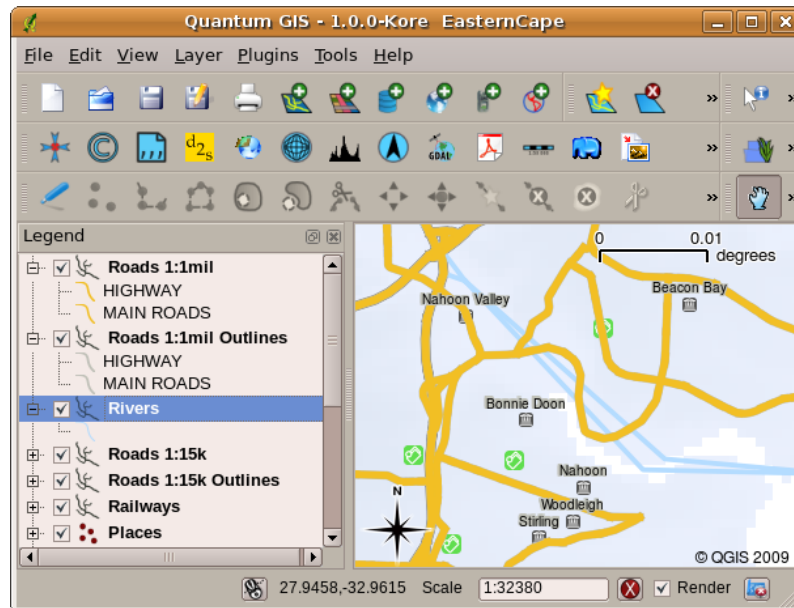 Quantum GIS - 1.0.0-Kore EasternCape
File Edit View Layer Plugins Tools Help
»
d2s
GDAL
»
»
Legend
Roads 1:1mil
HIGHWAY
MAIN ROADS
Roads 1:1mil Outlines
HIGHWAY
MAIN ROADS
Rivers
Roads 1:15k
Roads 1:15k Outlines
Railways
Places
0 0.01
degrees
Beacon Bay
Nahoon Valley
Bonnie Doon
Nahoon
Woodleigh
Stirling
N
© QGIS 2009
27.9458,-32.9615 Scale 1:32380 Render